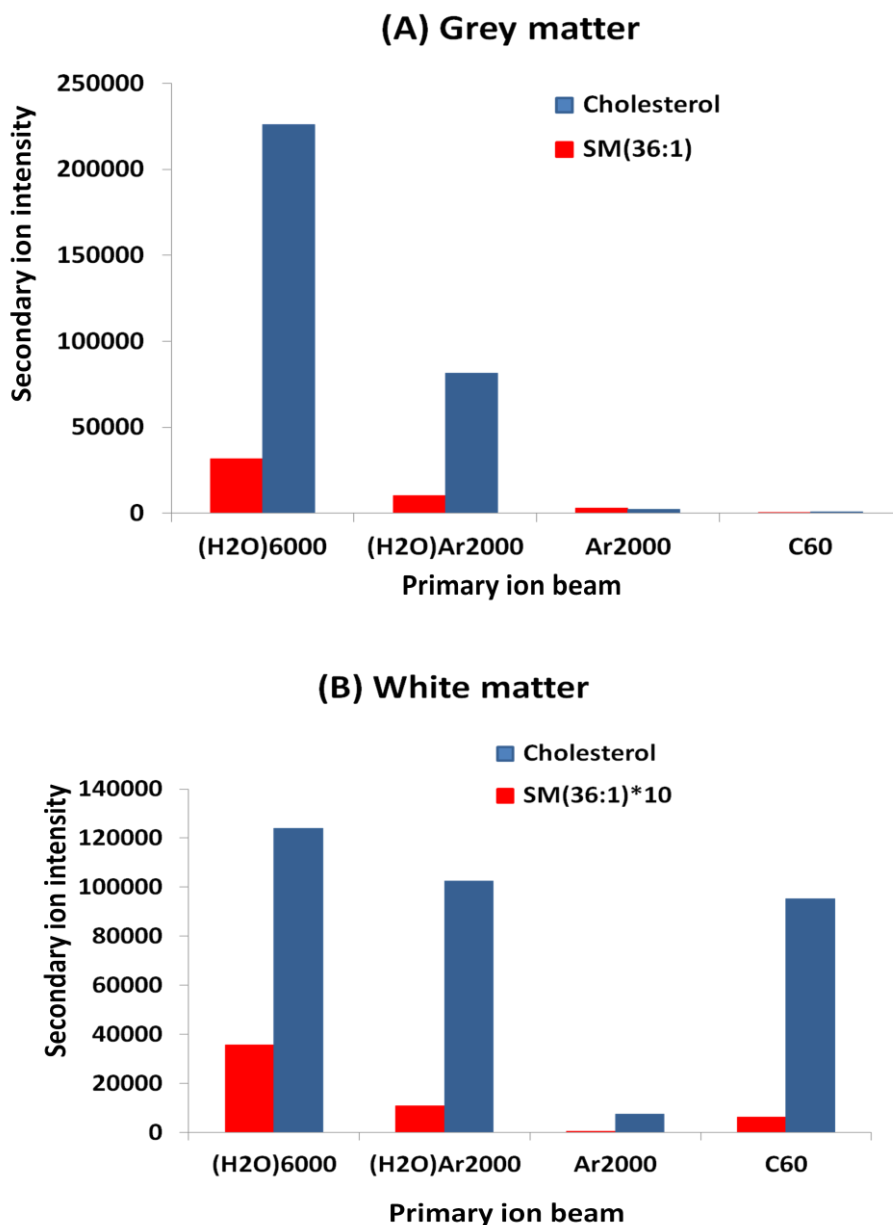 (A) Grey matter
Cholesterol
SM(36:1)
Secondary ion intensity
250000
200000
150000
100000
50000
0
(H2O)6000 (H2O)Ar2000 Ar2000 C60
Primary ion beam
(B) White matter
Cholesterol
SM(36:1)*10
Secondary ion intensity
140000
120000
100000
80000
60000
40000
20000
0
(H2O)6000 (H2O)Ar2000 Ar2000 C60
Primary ion beam